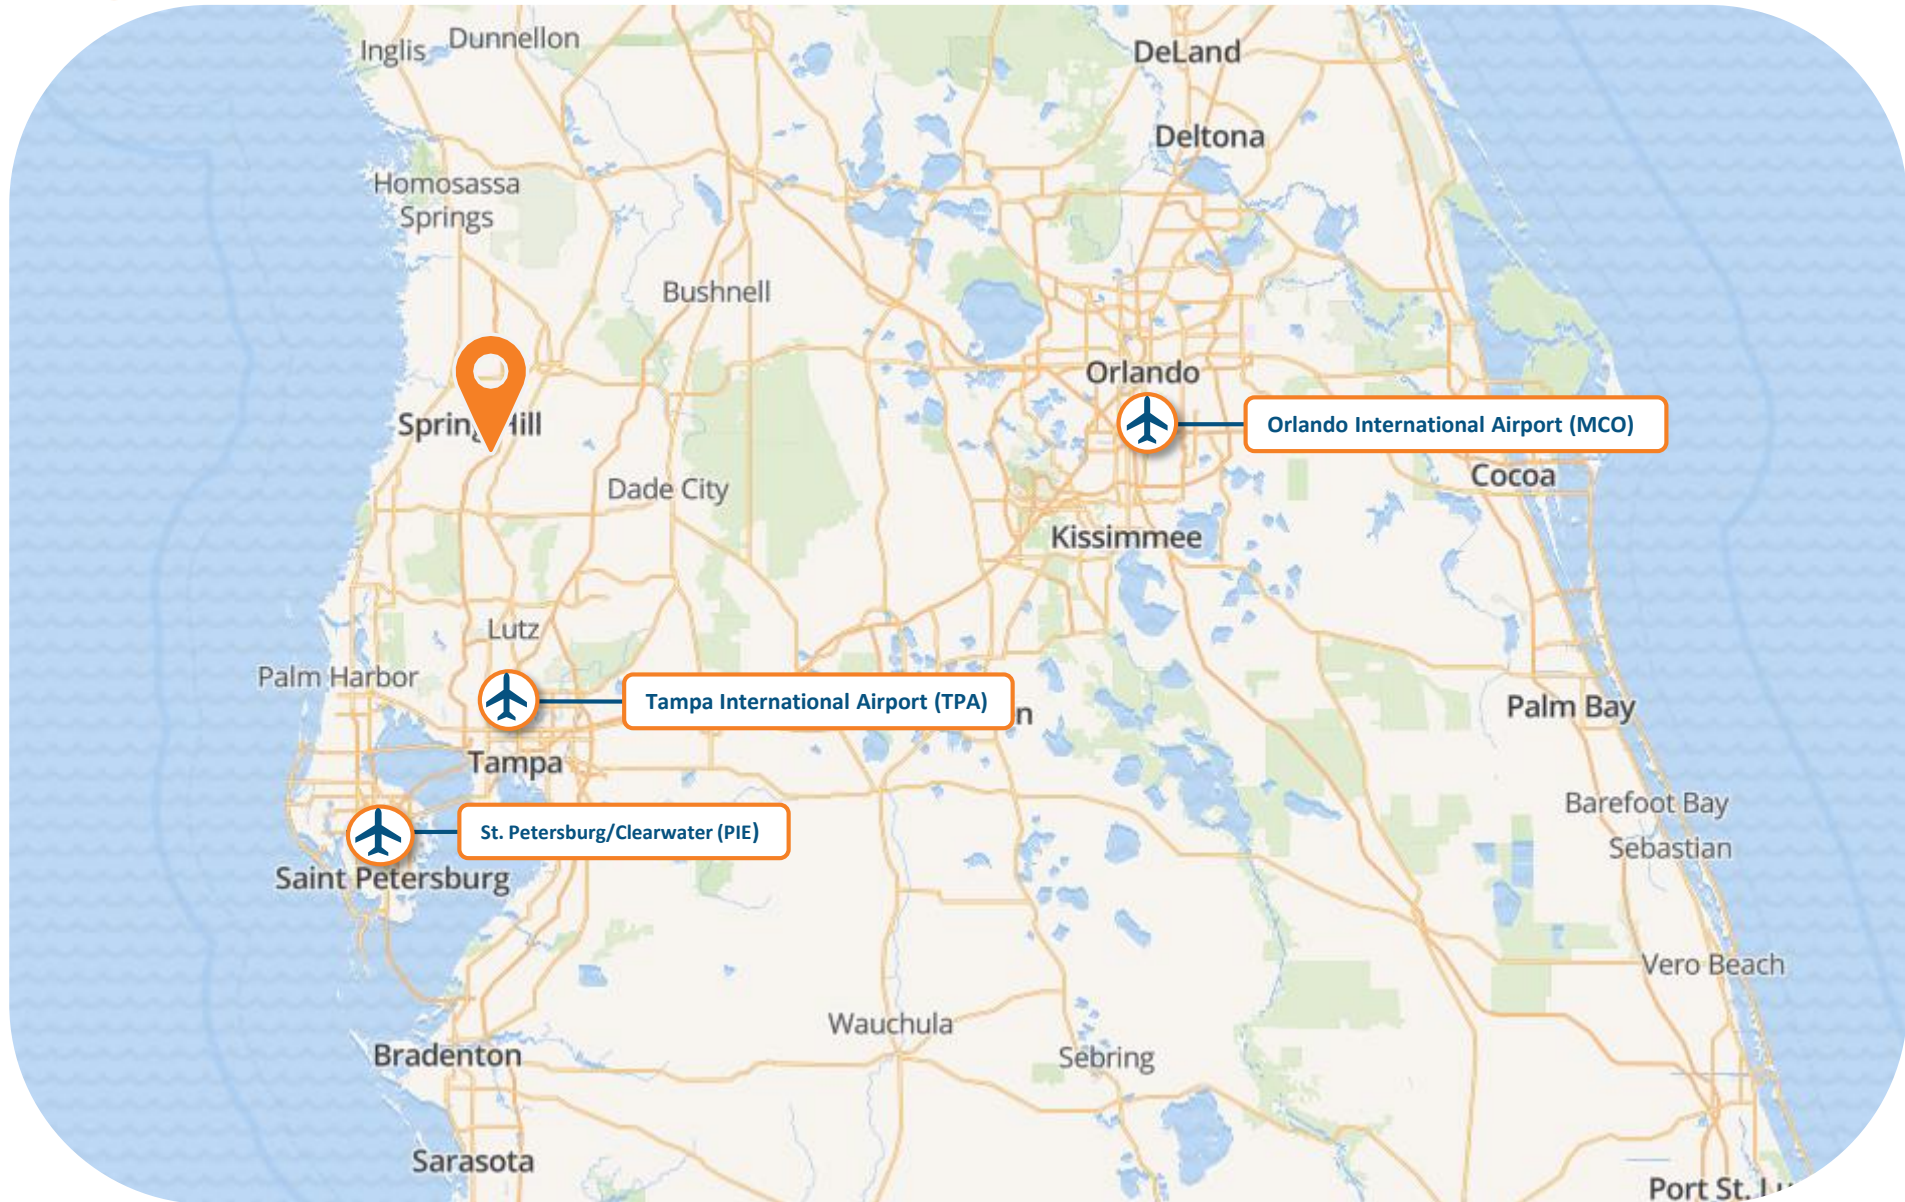 Inglis
Dunnellon
DeLand
Deltona
Homosassa
Springs
Bushnell
Orlando
Orlando International Airport (MCO)
Cocoa
Dade City
Kissimmee
Lutz
Palm Harbor
Tampa International Airport (TPA)
n
Palm Bay
Tampa
Barefoot Bay
St. Petersburg/Clearwater (PIE)
Sebastian
Saint Petersburg
Vero Beach
Wauchula
Bradenton
Sebring
Sarasota
Port St.